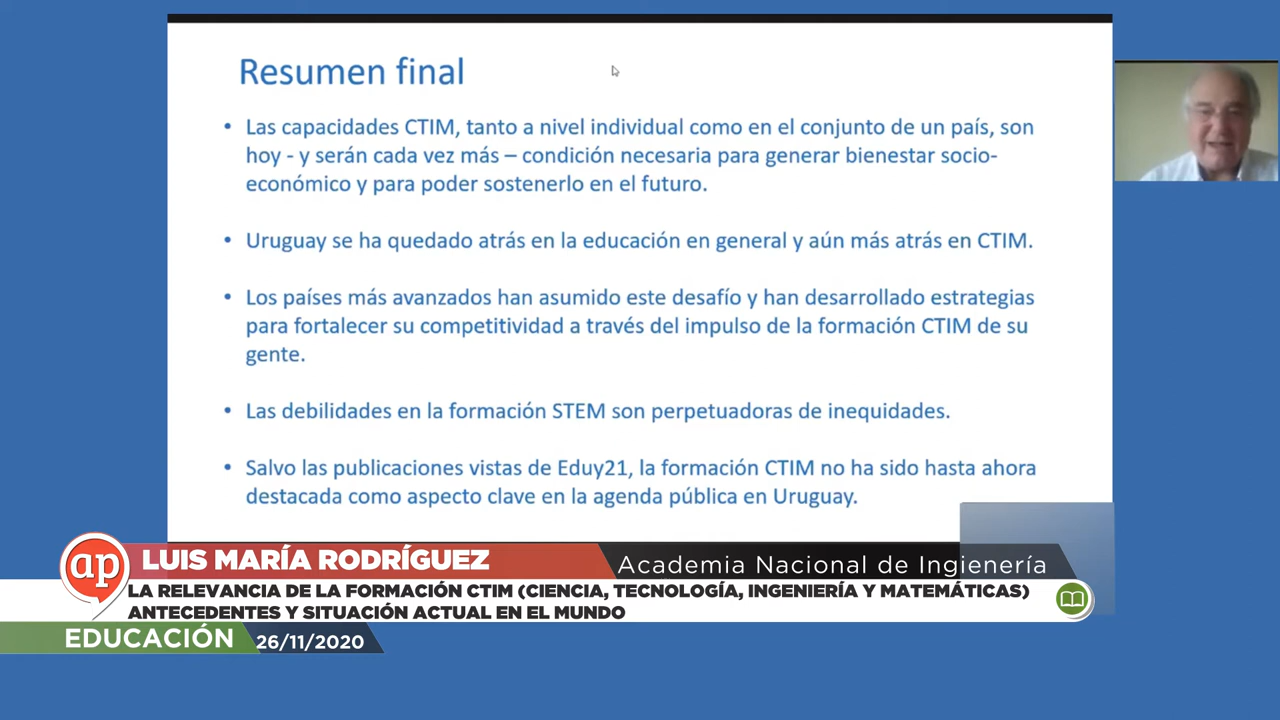 Resumen final
• Las capacidades CTIM, tanto a nivel individual como en el conjunto de un país, son
hoy - y serán cada vez más – condición necesaria para generar bienestar socio-
económico y para poder sostenerlo en el futuro.
• Uruguay se ha quedado atrás en la educación en general y aún más atrás en CTIM.
• Los países más avanzados han asumido este desafío y han desarrollado estrategias
para fortalecer su competitividad a través del impulso de la formación CTIM de su
gente.
• Las debilidades en la formación STEM son perpetuadoras de inequidades.
• Salvo las publicaciones vistas de Eduy21, la formación CTIM no ha sido hasta ahora
destacada como aspecto clave en la agenda pública en Uruguay.
ap
LUIS MARÍA RODRÍGUEZ
Academia Nacional de Ingienería
LA RELEVANCIA DE LA FORMACIÓN CTIM (CIENCIA, TECNOLOGÍA, INGENIERÍA Y MATEMÁTICAS)
ANTECEDENTES Y SITUACIÓN ACTUAL EN EL MUNDO
EDUCACIÓN
26/11/2020